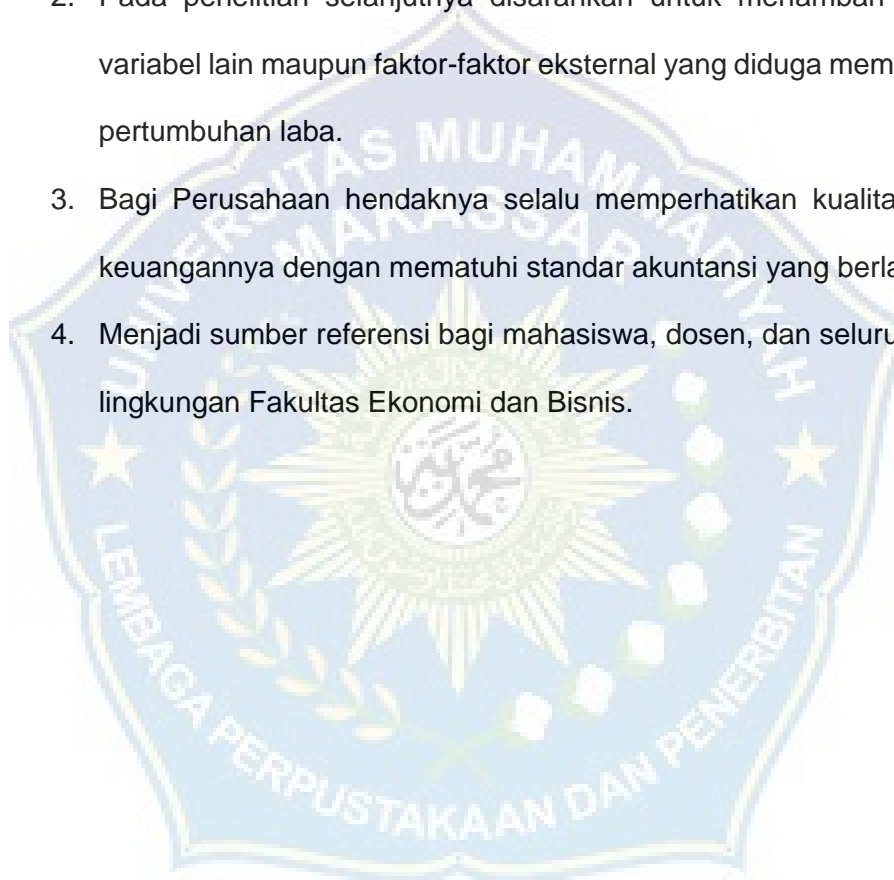 2. Pada penelitian selanjutnya disarankan untuk menambah
variabel lain maupun faktor-faktor eksternal yang diduga mem
pertumbuhan laba.
3. Bagi Perusahaan hendaknya selalu memperhatikan kualita
keuangannya dengan mematuhi standar akuntansi yang berla
4. Menjadi sumber referensi bagi mahasiswa, dosen, dan selur
lingkungan Fakultas Ekonomi dan Bisnis.
UNIVERSITAS MUHAMMADIYAH
MAKASSAR
LEMBAGA PERPUSTAKAAN DAN PENERBITAN